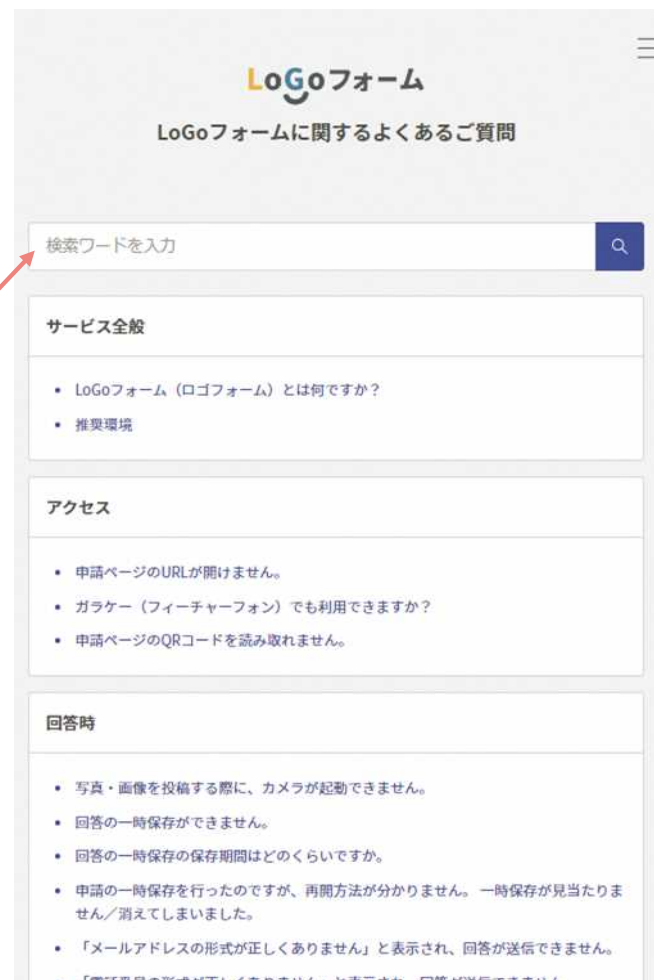 LoGoフォーム
LoGoフォームに関するよくあるご質問
検索ワードを入力
サービス全般
• LoGoフォーム（ロゴフォーム）とは何ですか？
• 推奨環境
アクセス
• 申請ページのURLが開けません。
• ガラケー（フィーチャーフォン）でも利用できますか？
• 申請ページのQRコードを読み取れません。
回答時
• 写真・画像を投稿する際に、カメラが起動できません。
• 回答の一時保存ができません。
• 回答の一時保存の保存期間はどのくらいですか。
• 申請の一時保存を行ったのですが、再開方法が分かりません。 一時保存が見当たりま
せん／消えてしまいました。
• 「メールアドレスの形式が正しくありません」と表示され、回答が送信できません。